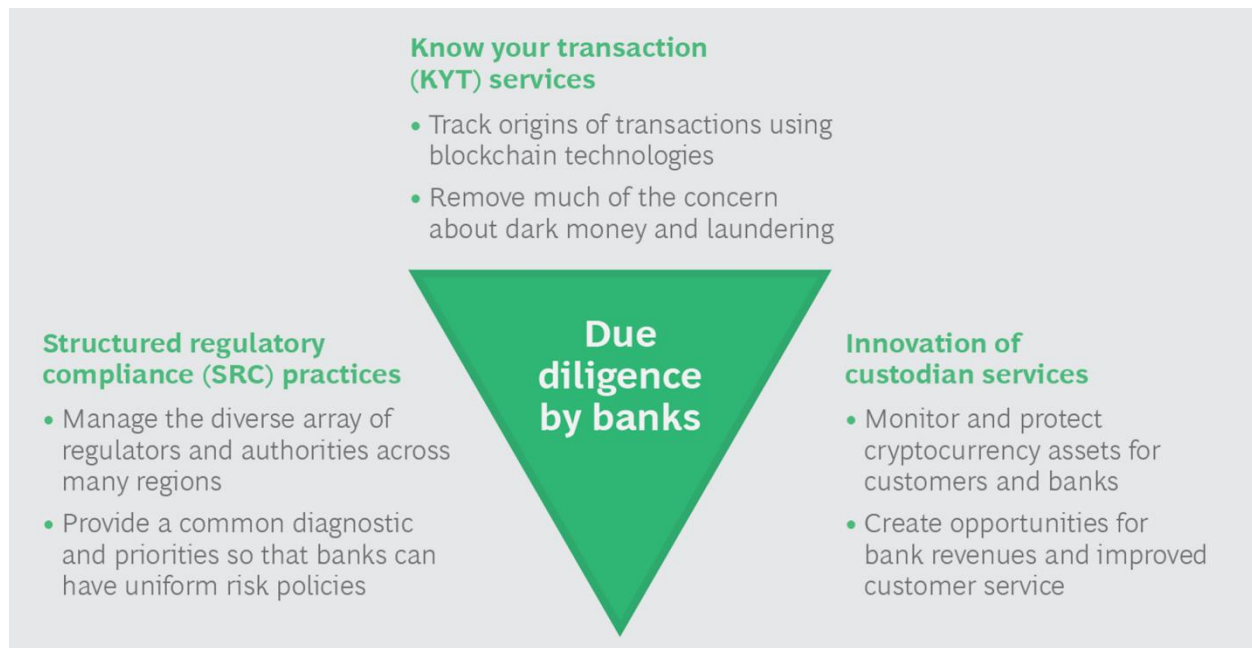 Know your transaction
(KYT) services
• Track origins of transactions using
blockchain technologies
• Remove much of the concern
about dark money and laundering
Structured regulatory
compliance (SRC) practices
• Manage the diverse array of
regulators and authorities across
many regions
• Provide a common diagnostic
and priorities so that banks can
have uniform risk policies
Due
diligence
by banks
Innovation of
custodian services
• Monitor and protect
cryptocurrency assets for
customers and banks
• Create opportunities for
bank revenues and improved
customer service